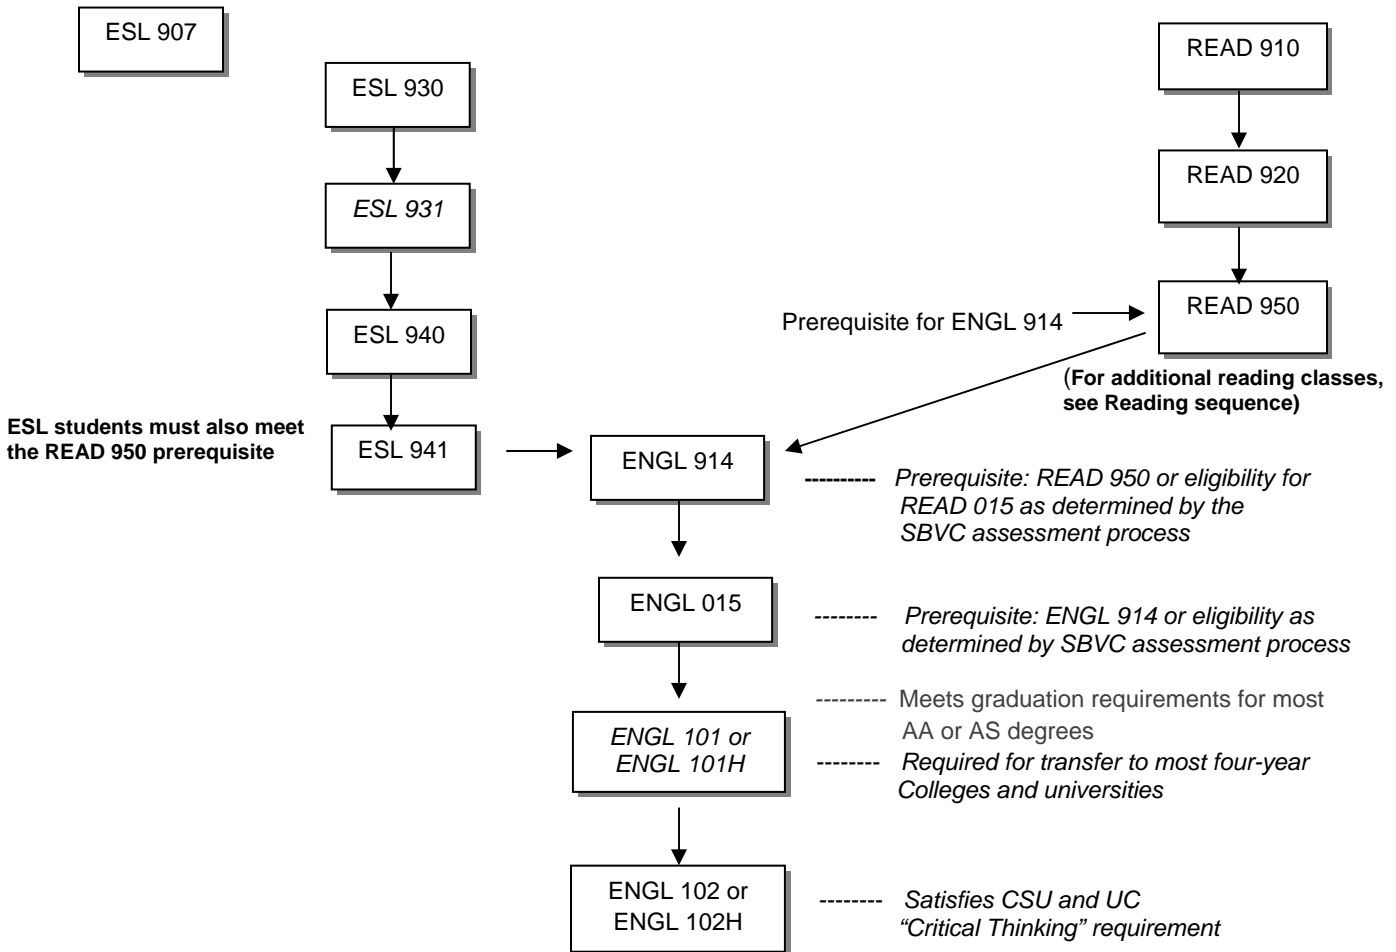 ESL 907
READ 910
ESL 930
READ 920
ESL 931
READ 950
Prerequisite for ENGL 914
ESL 940
(For additional reading classes,
see Reading sequence)
ESL students must also meet
the READ 950 prerequisite
ESL 941
ENGL 914
---------- Prerequisite: READ 950 or eligibility for
READ 015 as determined by the
SBVC assessment process
ENGL 015
-------- Prerequisite: ENGL 914 or eligibility as
determined by SBVC assessment process
--------- Meets graduation requirements for most
AA or AS degrees
ENGL 101 or
ENGL 101H
-------- Required for transfer to most four-year
Colleges and universities
ENGL 102 or
ENGL 102H
-------- Satisfies CSU and UC
“Critical Thinking” requirement